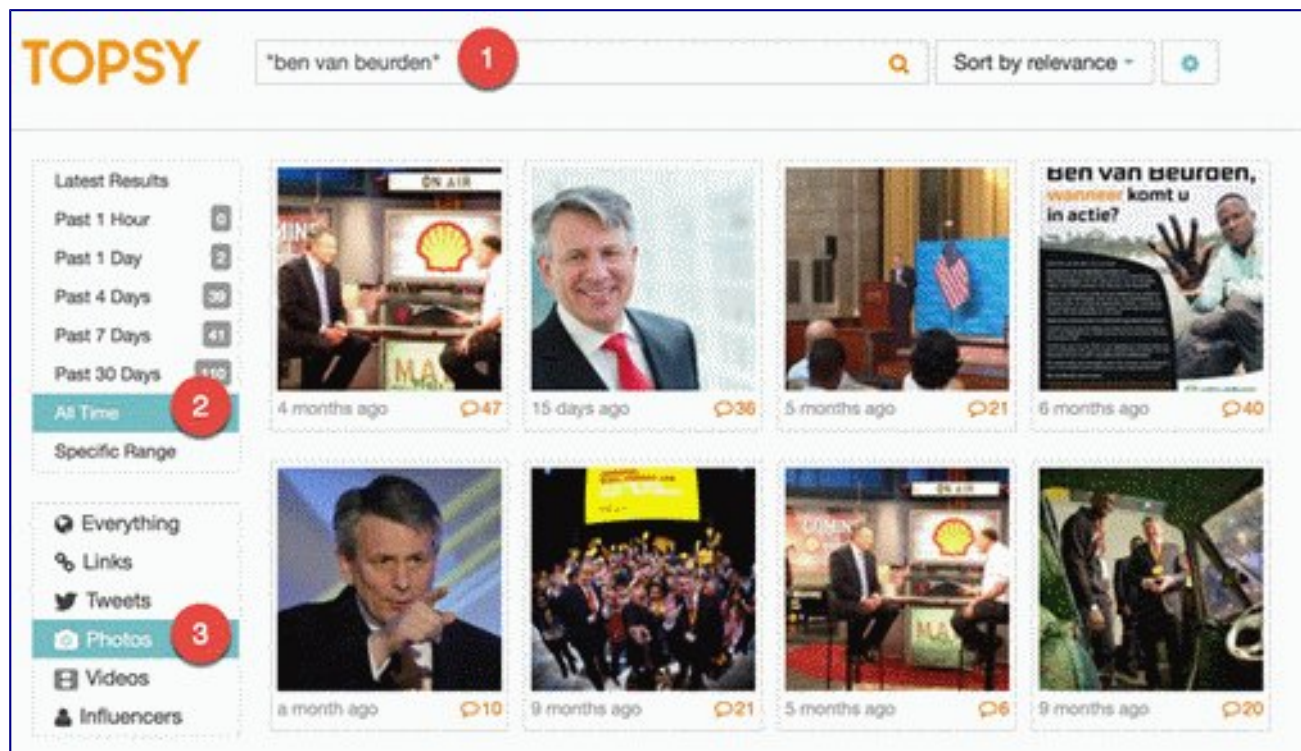 TOPSY
"ben van beurden"
1
Sort by relevance
Latest Results
Past 1 Hour 0
Past 1 Day 2
Past 4 Days 39
Past 7 Days 41
Past 30 Days
All Time
2
Specific Range
Everything
Links
Tweets
Photos
3
Videos
Influencers
ON AIR
4 months ago 47
15 days ago 36
5 months ago 21
Ben van Beurden,
wanneer komt u
in actie?
6 months ago 40
a month ago 10
9 months ago 21
ON AIR
5 months ago 6
9 months ago 20